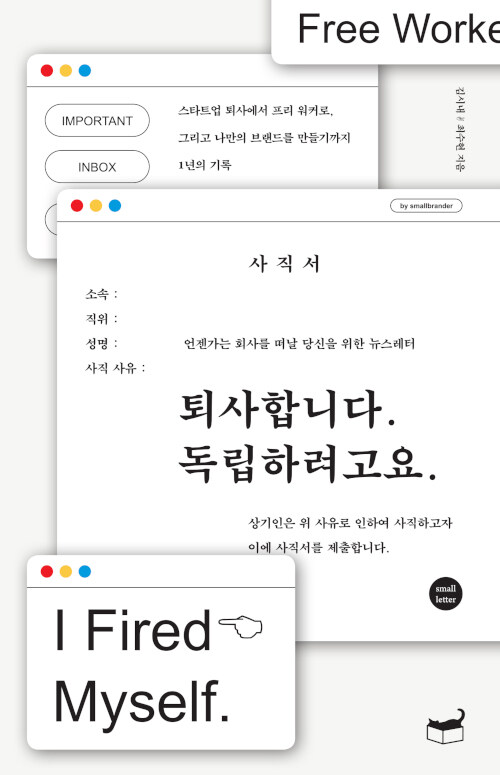 Free Worke
IMPORTANT
INBOX
스타트업 퇴사에서 프리 워커로,
그리고 나만의 브랜드를 만들기까지
1년의 기록
김시내 최수현 지음
by smallbrander
사 직 서
소속 :
직위 :
성명 :
언젠가는 회사를 떠날 당신을 위한 뉴스레터
사직 사유 :
퇴사합니다.
독립하려고요.
상기인은 위 사유로 인하여 사직하고자
이에 사직서를 제출합니다.
small
letter
I Fired
Myself.